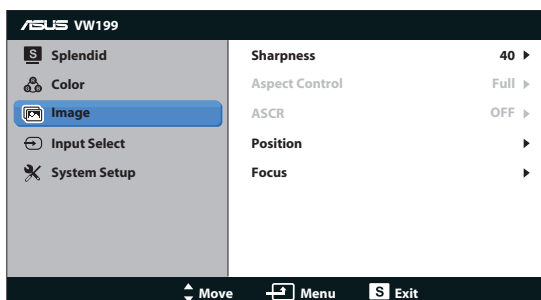 ASUS VW199
S Splendid
Color
Image
Input Select
System Setup
Sharpness 40
Aspect Control Full
ASCR OFF
Position
Focus
Move Menu S Exit